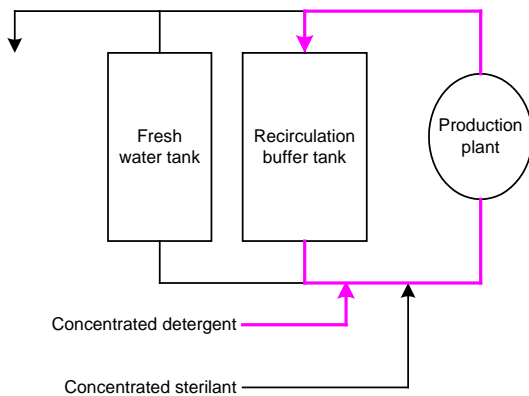 Fresh
water tank
Recirculation
buffer tank
Production
plant
Concentrated detergent
Concentrated sterilant